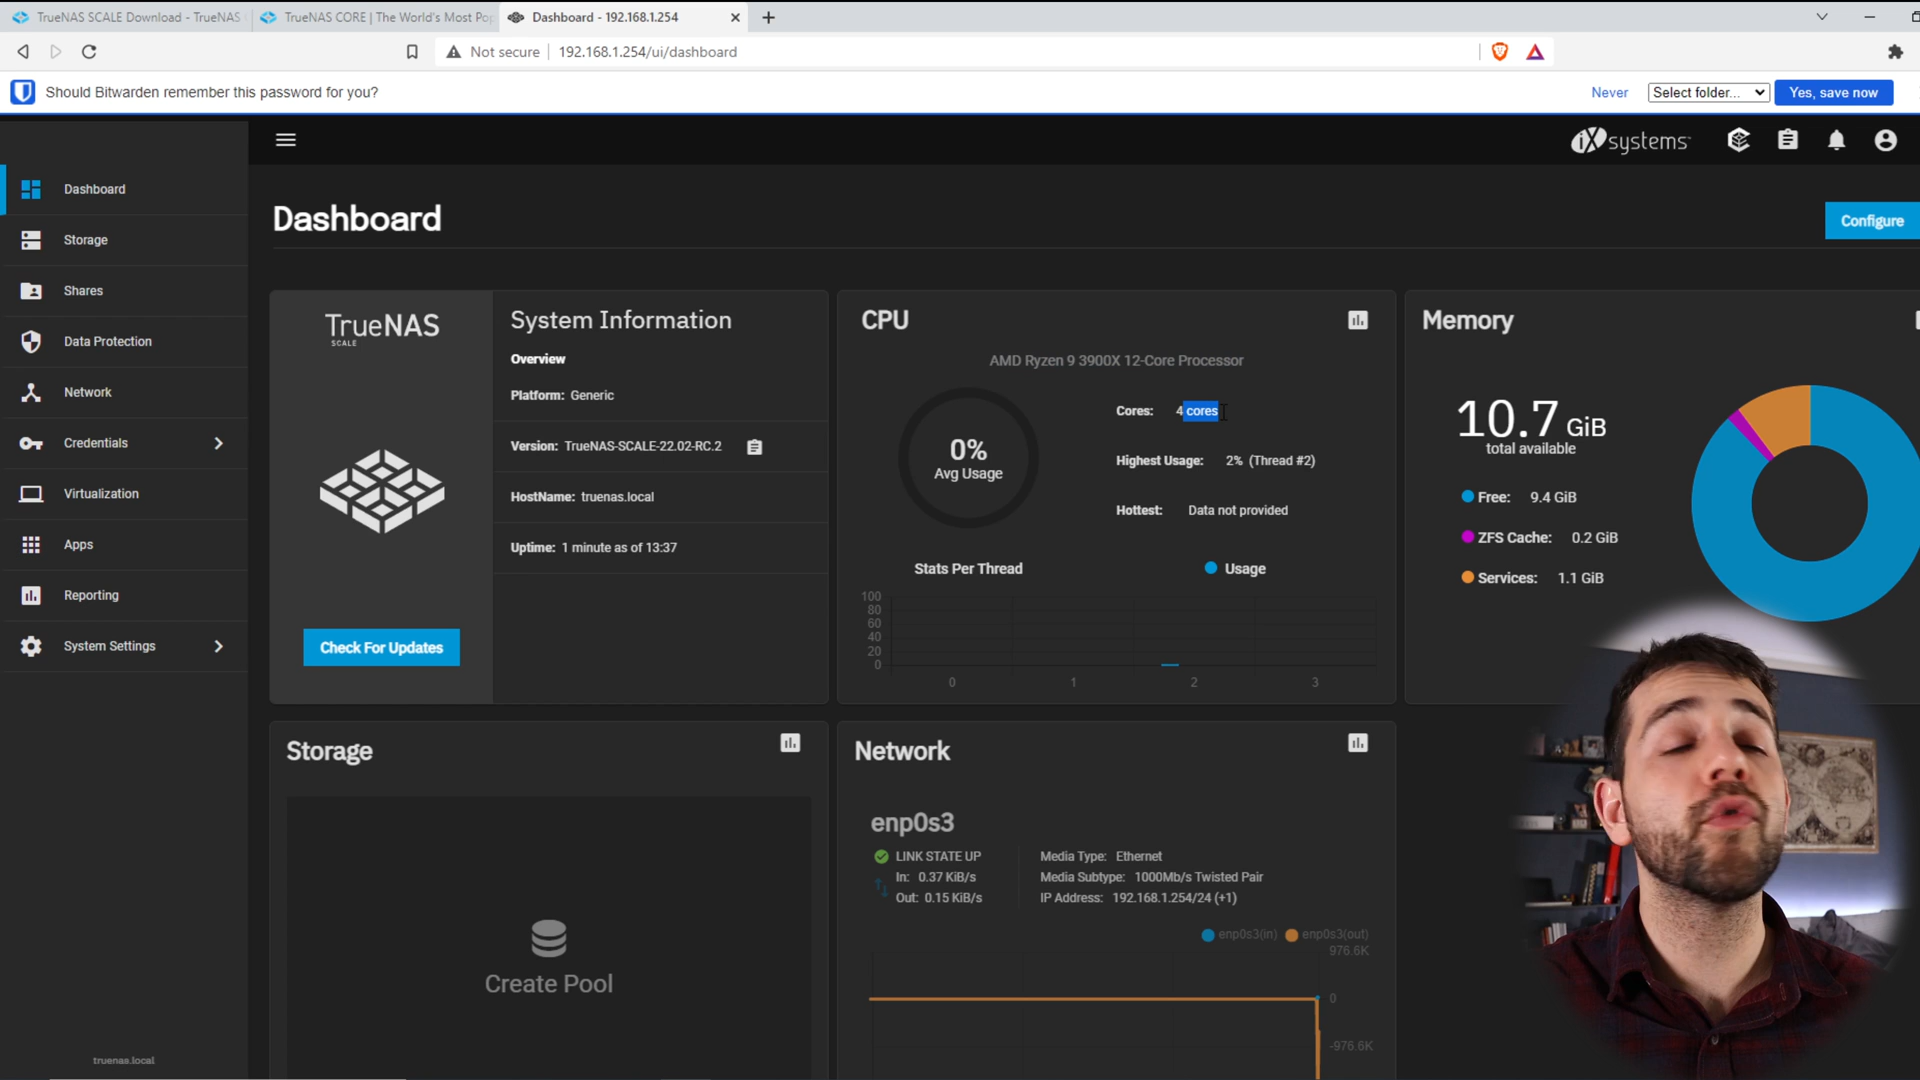 TrueNAS SCALE Download - TrueNAS
TrueNAS CORE | The World's Most Pop
Dashboard - 192.168.1.254
Not secure
192.168.1.254/ui/dashboard
Should Bitwarden remember this password for you?
Never
Select folder...
Yes, save now
iXsystems
Dashboard
Storage
Shares
Data Protection
Network
Credentials
Virtualization
Apps
Reporting
System Settings
truenas.local
Dashboard
Configure
TrueNAS
SCALE
Check For Updates
System Information
Overview
Platform: Generic
Version: TrueNAS-SCALE-22.02-RC.2
HostName: truenas.local
Uptime: 1 minute as of 13:37
CPU
AMD Ryzen 9 3900X 12-Core Processor
0%
Avg Usage
Cores: 4 cores
Highest Usage: 2% (Thread #2)
Hottest: Data not provided
Stats Per Thread
Usage
100
80
60
40
20
0
0 1 2 3
Memory
10.7 GiB
total available
Free: 9.4 GiB
ZFS Cache: 0.2 GiB
Services: 1.1 GiB
Storage
Create Pool
Network
enp0s3
LINK STATE UP
In: 0.37 KiB/s
Out: 0.15 KiB/s
Media Type: Ethernet
Media Subtype: 1000Mb/s Twisted Pair
IP Address: 192.168.1.254/24 (+1)
enp0s3(in) enp0s3(out)
976.6K
0
-976.6K